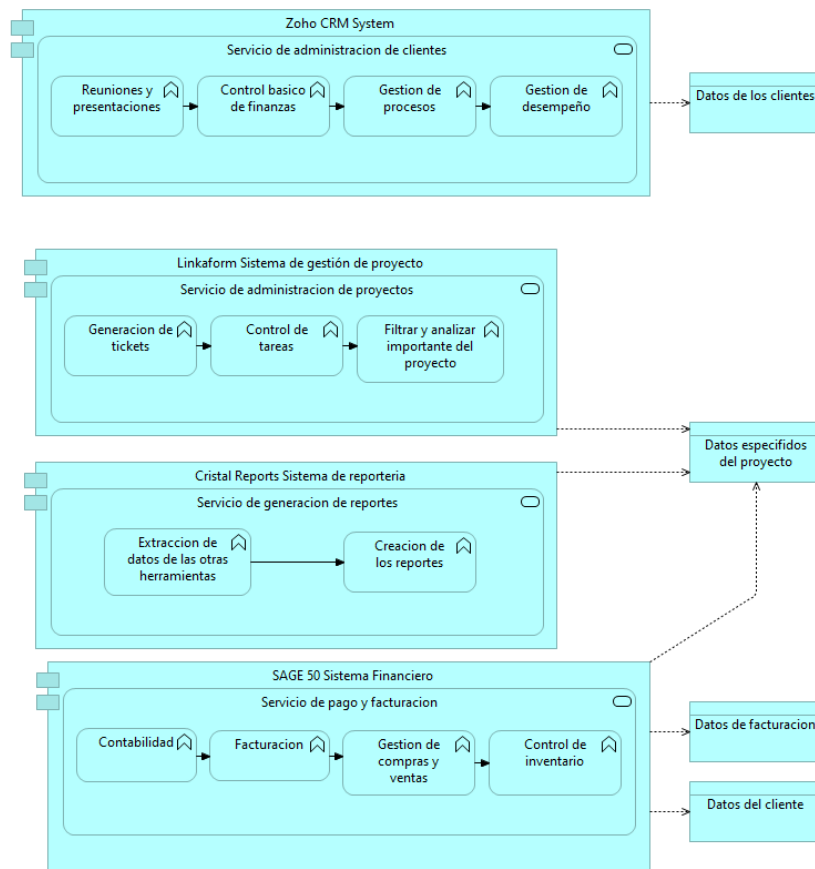 Zoho CRM System
Servicio de administracion de clientes
Reuniones y
presentaciones
Control basico
de finanzas
Gestion de
procesos
Gestion de
desempeño
Datos de los clientes
Linkaform Sistema de gestión de proyecto
Servicio de administracion de proyectos
Generacion de
tickets
Control de
tareas
Filtrar y analizar
importante del
proyecto
Datos especifidos
del proyecto
Cristal Reports Sistema de reporteria
Servicio de generacion de reportes
Extraccion de
datos de las otras
herramientas
Creacion de
los reportes
SAGE 50 Sistema Financiero
Servicio de pago y facturacion
Contabilidad
Facturacion
Gestion de
compras y
ventas
Control de
inventario
Datos de facturacion
Datos del cliente